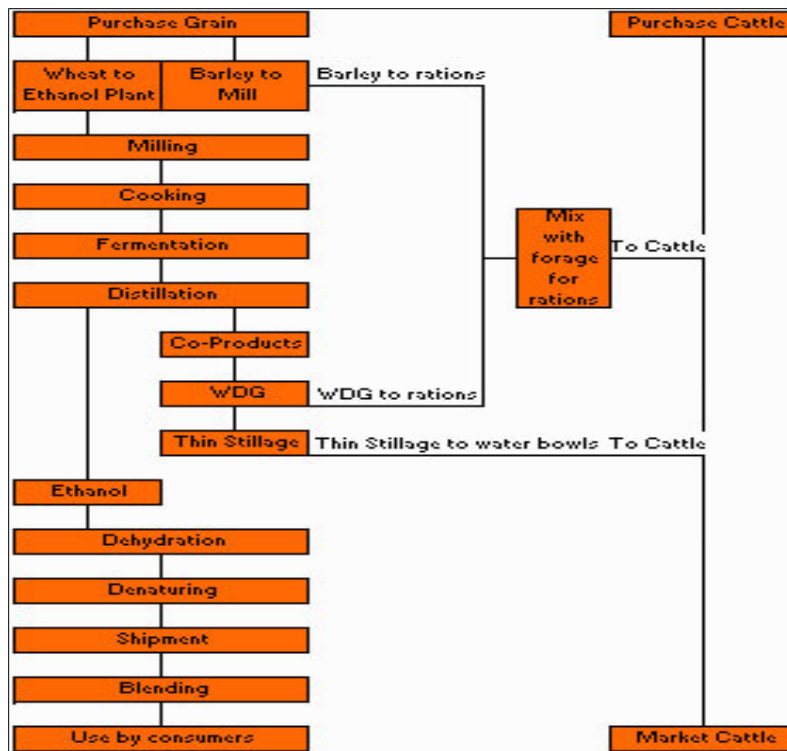 Purchase Grain
Purchase Cattle
Wheat to
Ethanol Plant
Barley to
Mill
Barley to rations
Milling
Cooking
Mix
with
forage
for
rations
To Cattle
Fermentation
Distillation
Co-Products
WDG
WDG to rations
Thin Stillage
Thin Stillage to water bowls
To Cattle
Ethanol
Dehydration
Denaturing
Shipment
Blending
Use by consumers
Market Cattle